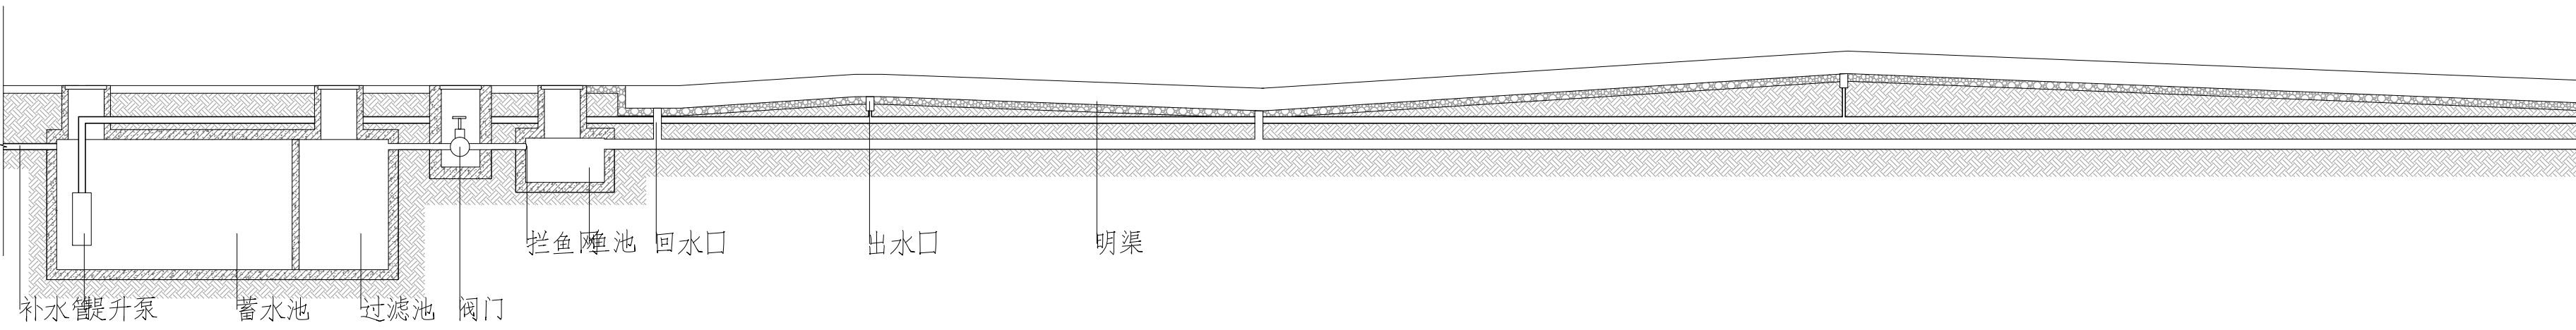 拦鱼网
鱼池
回水口
出水口
明渠
补水管
提升泵
蓄水池
过滤池
阀门